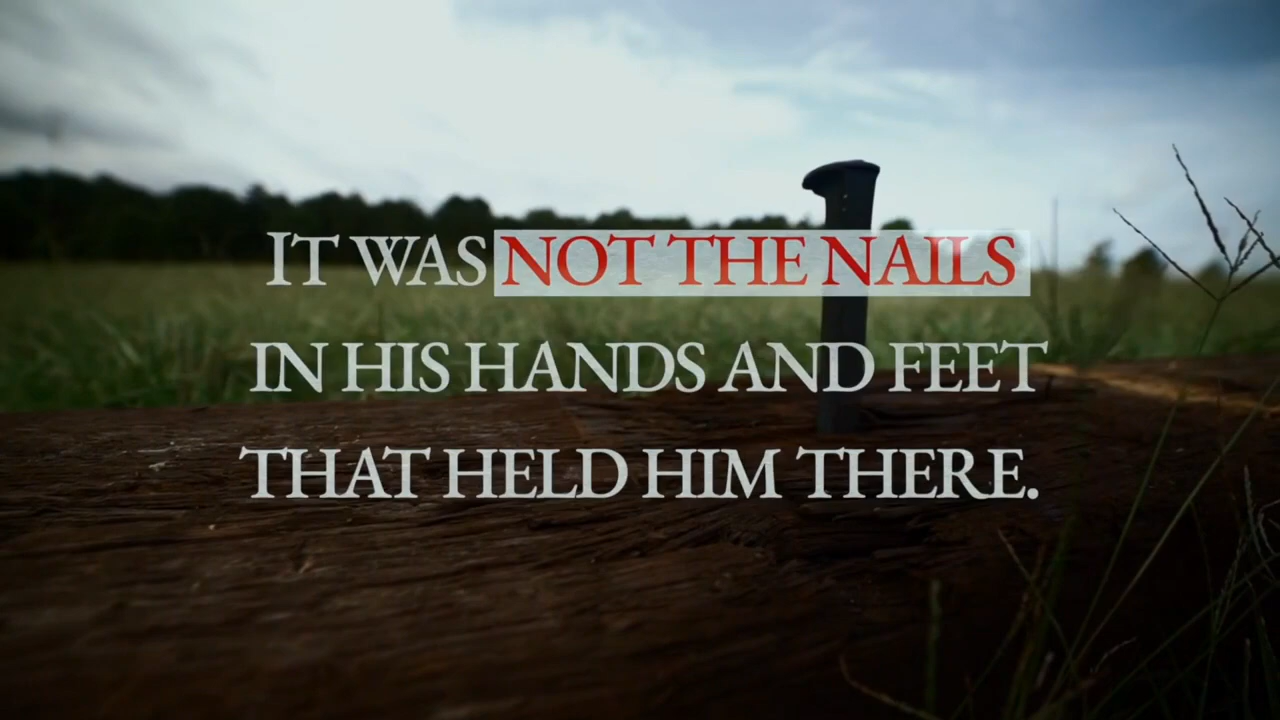 IT WAS NOT THE NAILS
IN HIS HANDS AND FEET
THAT HELD HIM THERE.